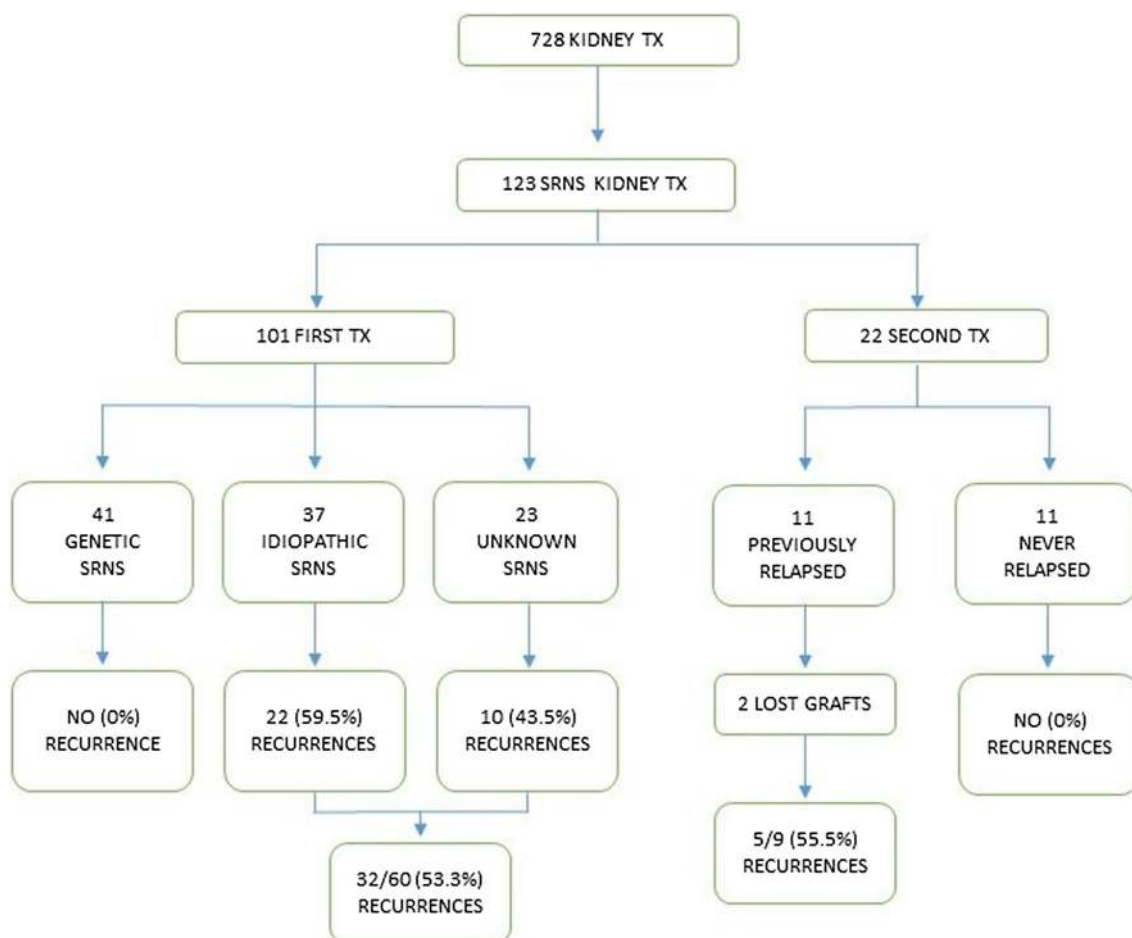 728 KIDNEY TX
123 SRNS KIDNEY TX
101 FIRST TX
22 SECOND TX
41
GENETIC
SRNS
37
IDIOPATHIC
SRNS
23
UNKNOWN
SRNS
11
PREVIOUSLY
RELAPSED
11
NEVER
RELAPSED
NO (0%)
RECURRENCE
22 (59.5%)
RECURRENCES
10 (43.5%)
RECURRENCES
2 LOST GRAFTS
NO (0%)
RECURRENCES
5/9 (55.5%)
RECURRENCES
32/60 (53.3%)
RECURRENCES